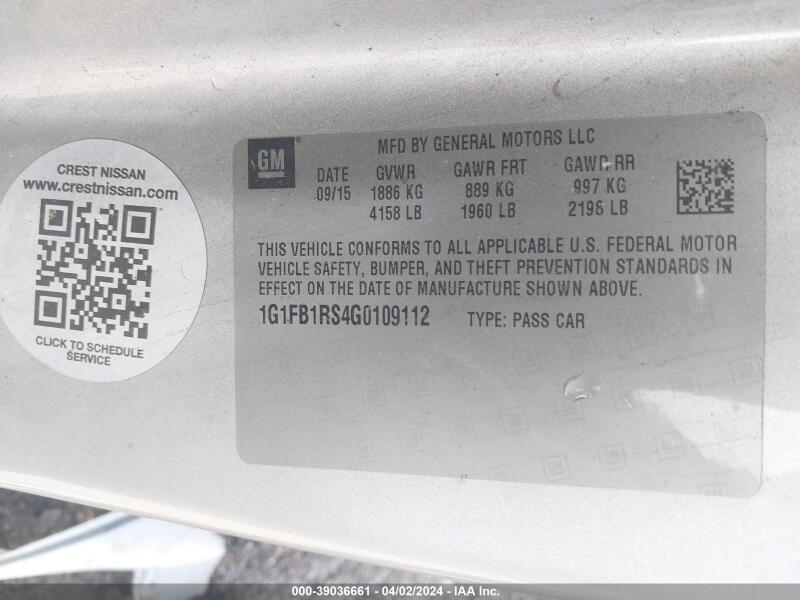 CREST NISSAN
www.crestnissan.com
CLICK TO SCHEDULE
SERVICE
GM
MFD BY GENERAL MOTORS LLC
DATE GVWR GAWR FRT GAWR RR
09/15 1886 KG 889 KG 997 KG
4158 LB 1960 LB 2198 LB
THIS VEHICLE CONFORMS TO ALL APPLICABLE U.S. FEDERAL MOTOR
VEHICLE SAFETY, BUMPER, AND THEFT PREVENTION STANDARDS IN
EFFECT ON THE DATE OF MANUFACTURE SHOWN ABOVE.
1G1FB1RS4G0109112 TYPE: PASS CAR
000-39036661 - 04/02/2024 - IAA Inc.